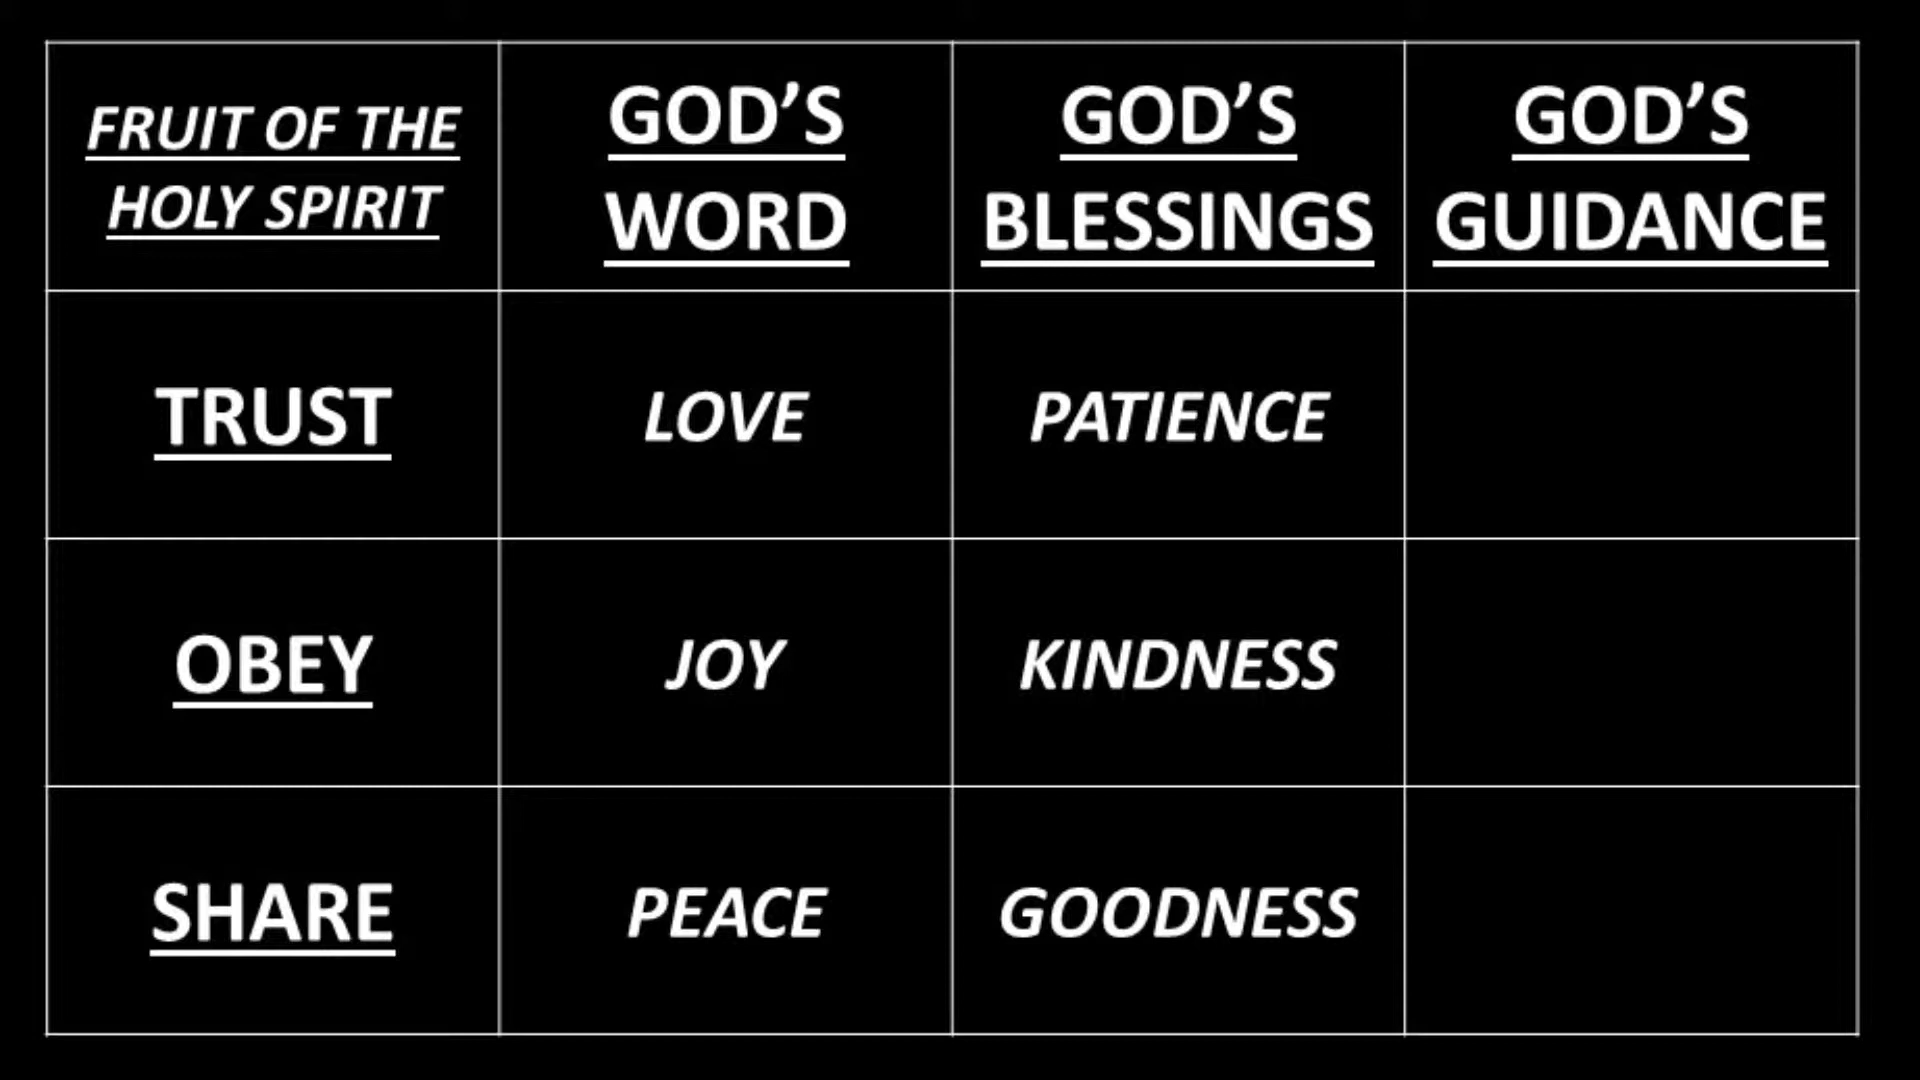 FRUIT OF THE
HOLY SPIRIT
GOD’S
WORD
GOD’S
BLESSINGS
GOD’S
GUIDANCE
TRUST
LOVE
PATIENCE
OBEY
JOY
KINDNESS
SHARE
PEACE
GOODNESS